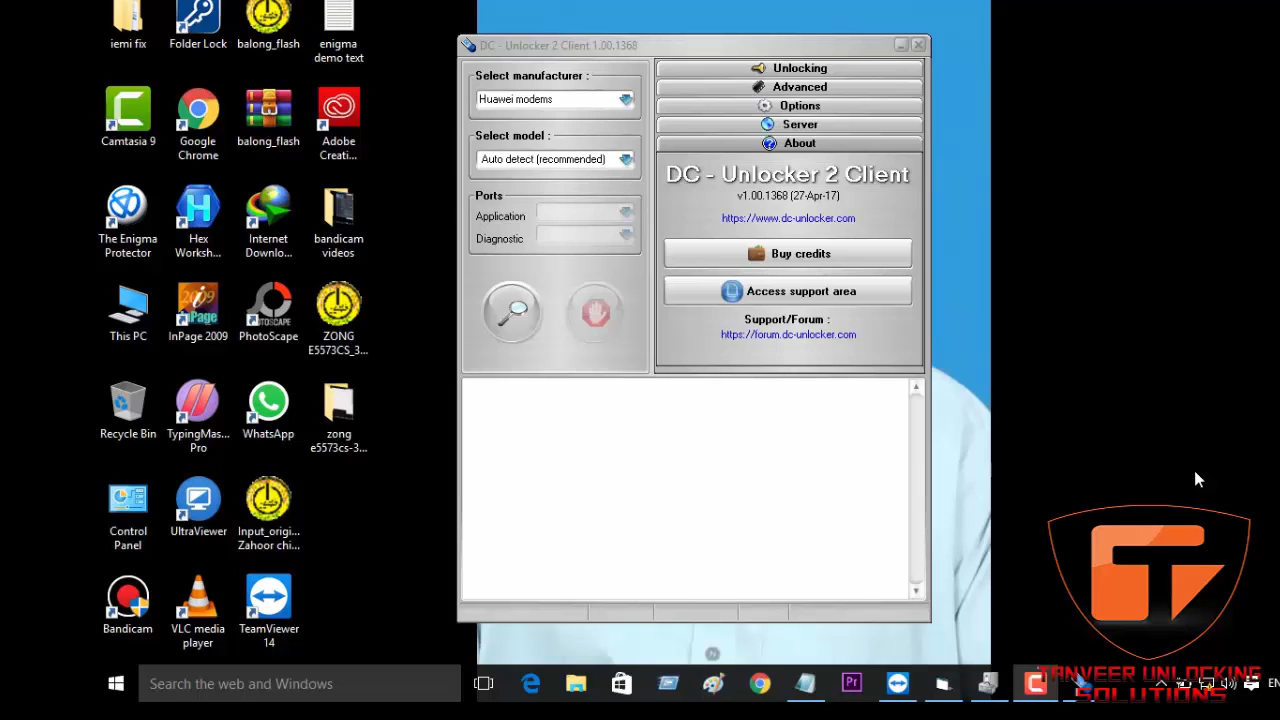 iemi fix
Folder Lock
balong_flash
enigma
demo text
Camtasia 9
Google
Chrome
balong_flash
Adobe
Creati...
The Enigma
Protector
Hex
Worksh...
Internet
Downlo...
bandicam
videos
This PC
InPage 2009
PhotoScape
ZONG
E5573CS_3...
Recycle Bin
TypingMas...
Pro
WhatsApp
zong
e5573cs-3...
Control
Panel
UltraViewer
Input_origi...
Zahoor chi...
Bandicam
VLC media
player
TeamViewer
14
2009
InPage
PHOTOSCAPE
DC - Unlocker 2 Client 1.00.1368
Select manufacturer :
Huawei modems
Select model :
Auto detect (recommended)
Ports
Application
Diagnostic
Unlocking
Advanced
Options
Server
About
DC - Unlocker 2 Client
v1.00.1368 (27-Apr-17)
https://www.dc-unlocker.com
Buy credits
Access support area
Support/Forum :
https://forum.dc-unlocker.com
Search the web and Windows
Pr
TANVEER UNLOCKING
SOLUTIONS
EN